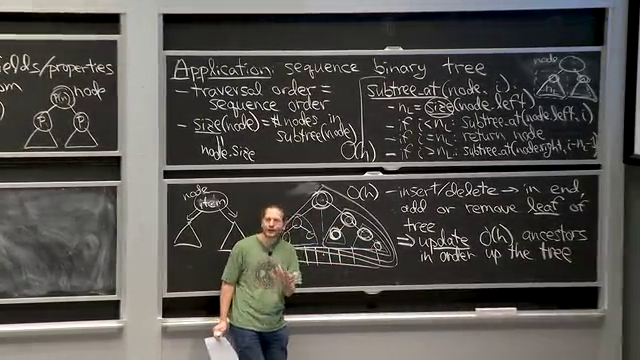 ields/properties
node
Application: sequence binary tree
- traversal order =
sequence order
- size(node) = # nodes in
subtree(node)
node.size
O(h)
subtree_at(node, i):
- nL = size(node.left)
- if i < nL: subtree_at(node.left, i)
- if i = nL: return node
- if i > nL: subtree_at(node.right, i-nL-1)
node
node
item
O(h)
- insert/delete → in end
add or remove leaf of
tree
⇒ update O(h) ancestors
in order up the tree